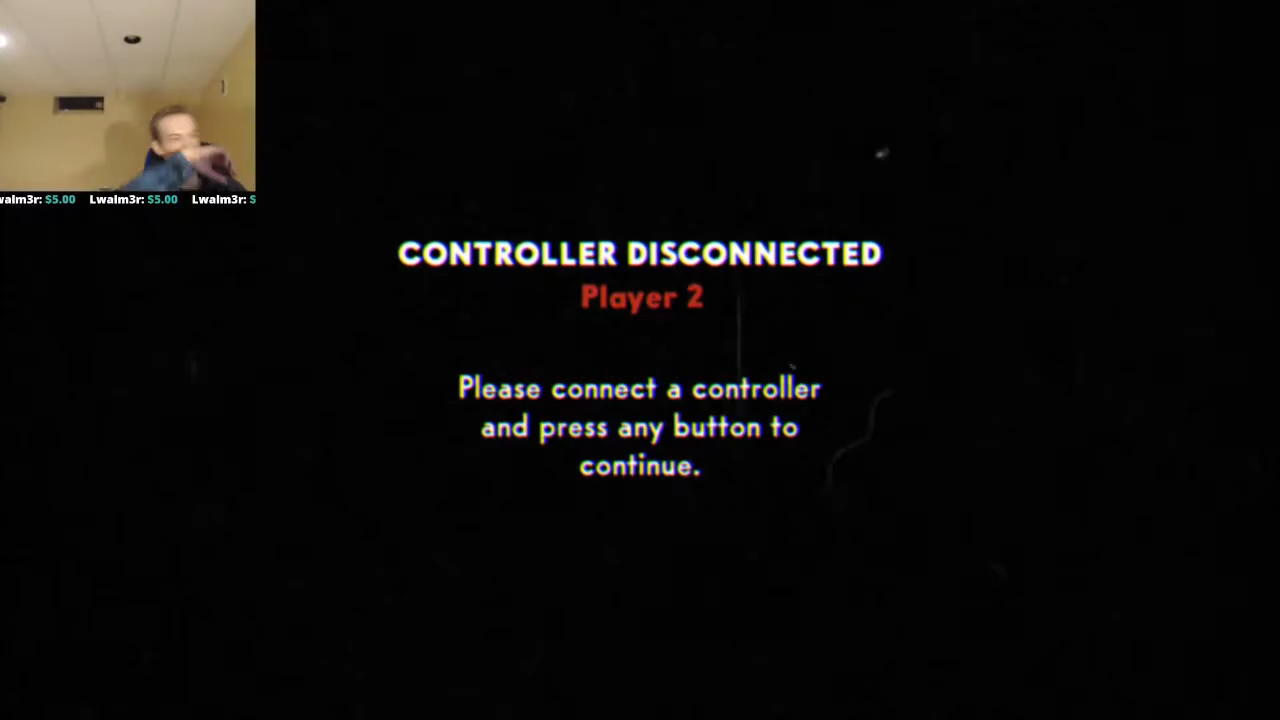 walm3r: $5.00 Lwalm3r: $5.00 Lwalm3r: $
CONTROLLER DISCONNECTED
Player 2
Please connect a controller
and press any button to
continue.